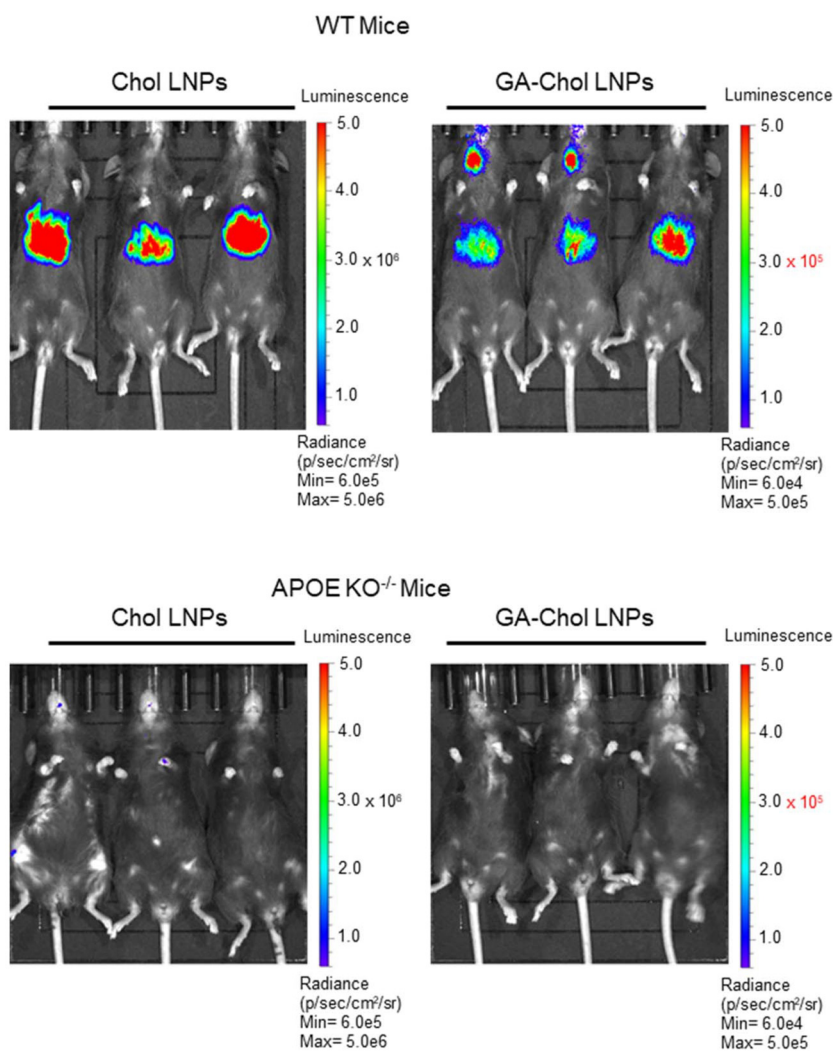 WT Mice
Chol LNPs
Luminescence
5.0
4.0
3.0 x 10⁶
2.0
1.0
Radiance
(p/sec/cm²/sr)
Min= 6.0e5
Max= 5.0e6
GA-Chol LNPs
Luminescence
5.0
4.0
3.0 x 10⁵
2.0
1.0
Radiance
(p/sec/cm²/sr)
Min= 6.0e4
Max= 5.0e5
APOE KO⁻/⁻ Mice
Chol LNPs
Luminescence
5.0
4.0
3.0 x 10⁶
2.0
1.0
Radiance
(p/sec/cm²/sr)
Min= 6.0e5
Max= 5.0e6
GA-Chol LNPs
Luminescence
5.0
4.0
3.0 x 10⁵
2.0
1.0
Radiance
(p/sec/cm²/sr)
Min= 6.0e4
Max= 5.0e5